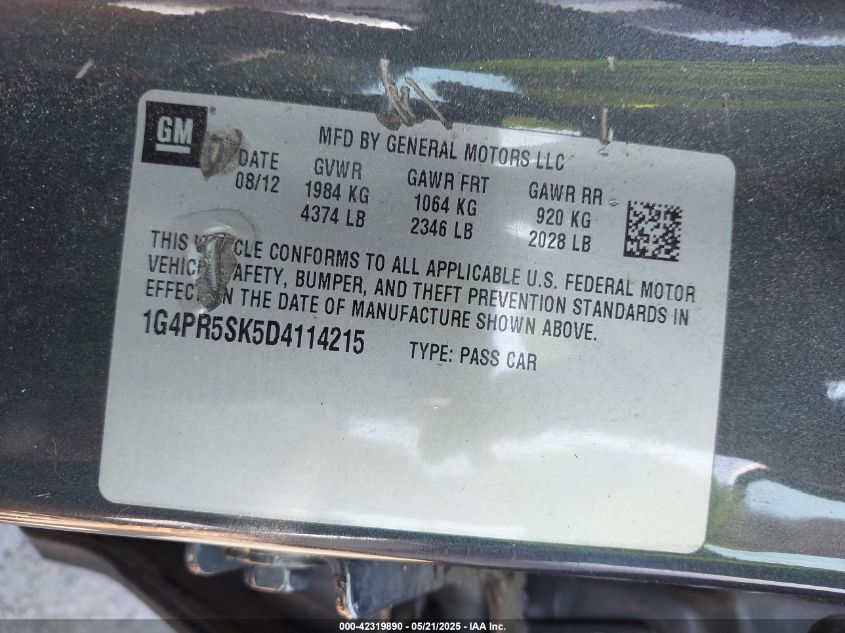 GM
MFD BY GENERAL MOTORS LLC
DATE GVWR GAWR FRT GAWR RR
08/12 1984 KG 1064 KG 920 KG
4374 LB 2346 LB 2028 LB
THIS CONFORMS TO ALL APPLICABLE U.S. FEDERAL MOTOR
BUMPER, AND THEFT PREVENTION STANDARDS IN
THE DATE OF MANUFACTURE SHOWN ABOVE.
1G4PR5SK5D4114215 TYPE: PASS CAR
000-42319890 — 05/21/2025 — IAA Inc.